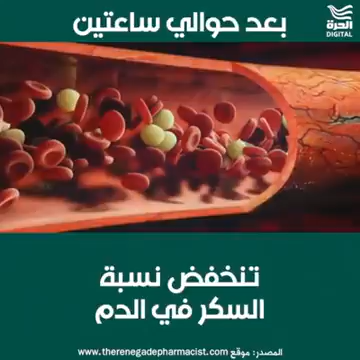 بعد حوالي ساعتين
الحرة
DIGITAL
تنخفض نسبة
السكر في الدم
المصدر: موقع www.therenegadepharmacist.com